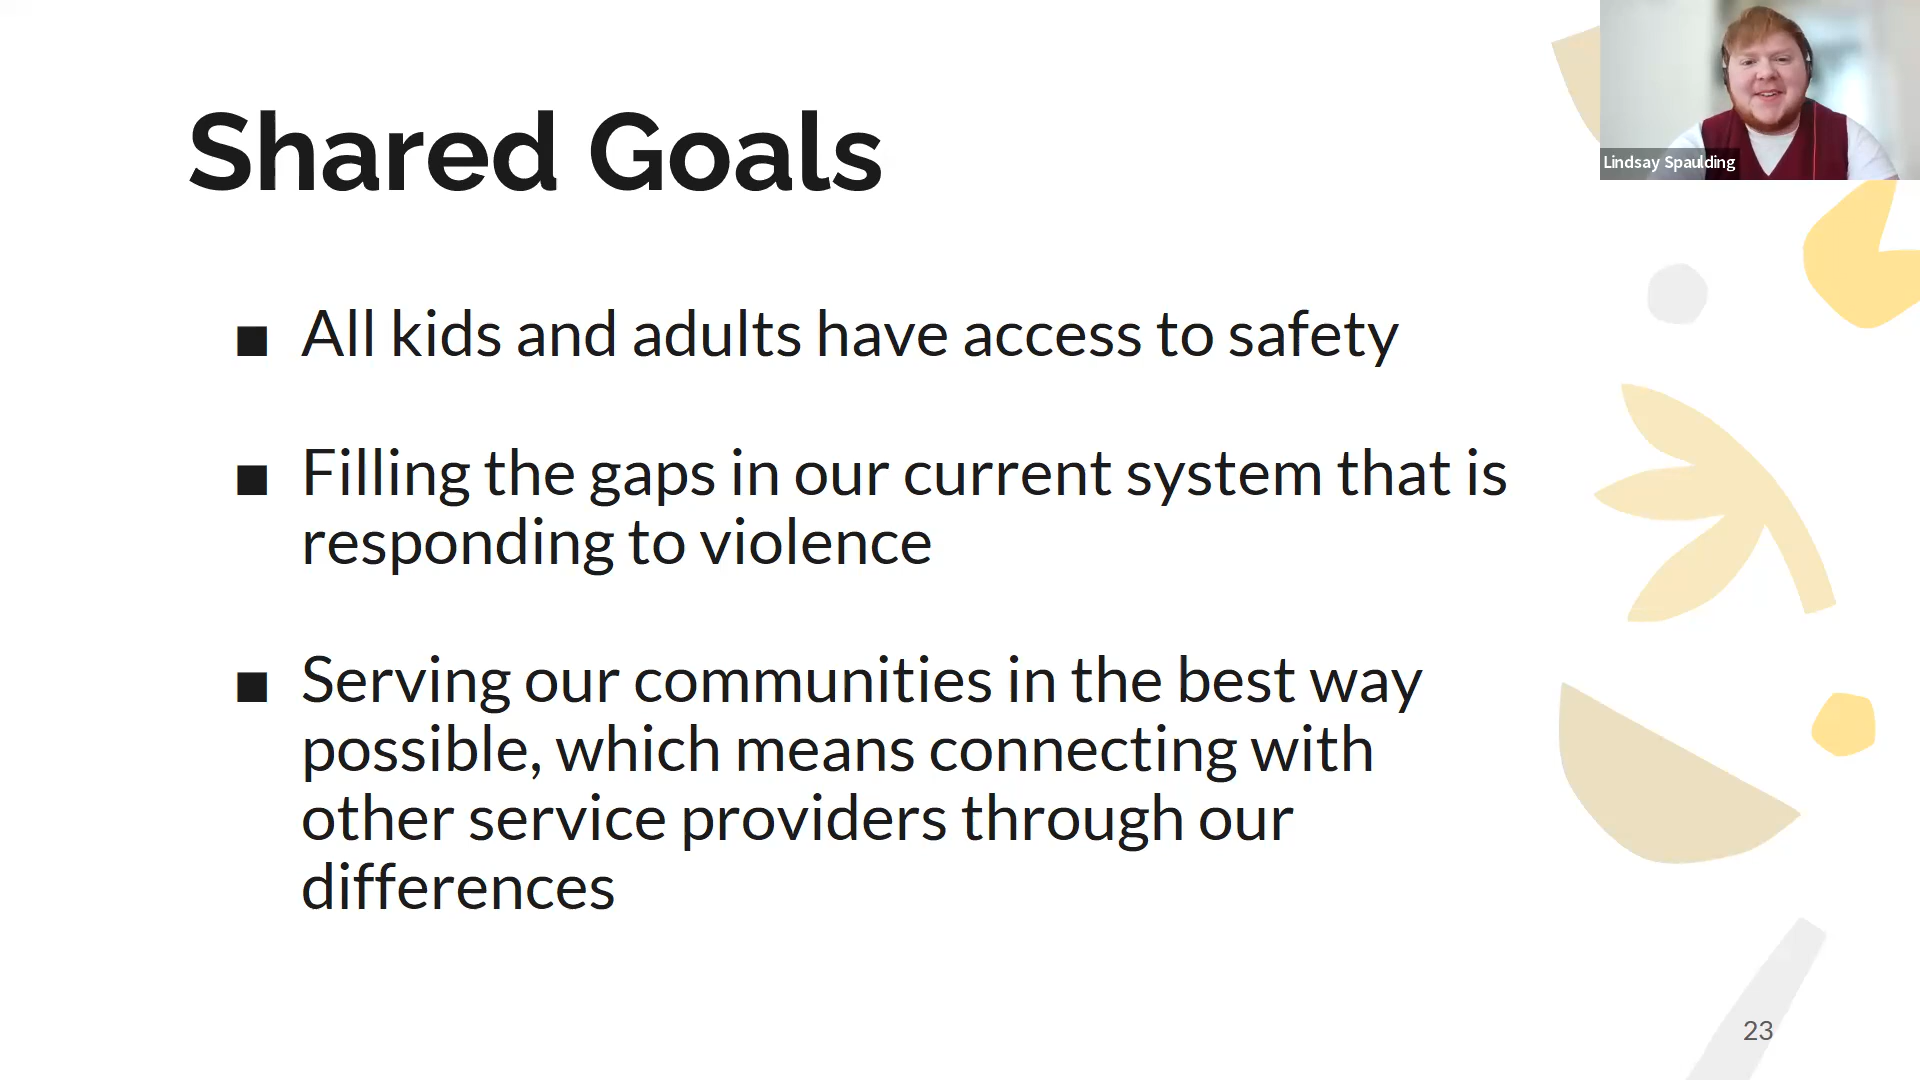 Shared Goals
Lindsay Spaulding
■ All kids and adults have access to safety
■ Filling the gaps in our current system that is
responding to violence
■ Serving our communities in the best way
possible, which means connecting with
other service providers through our
differences
23